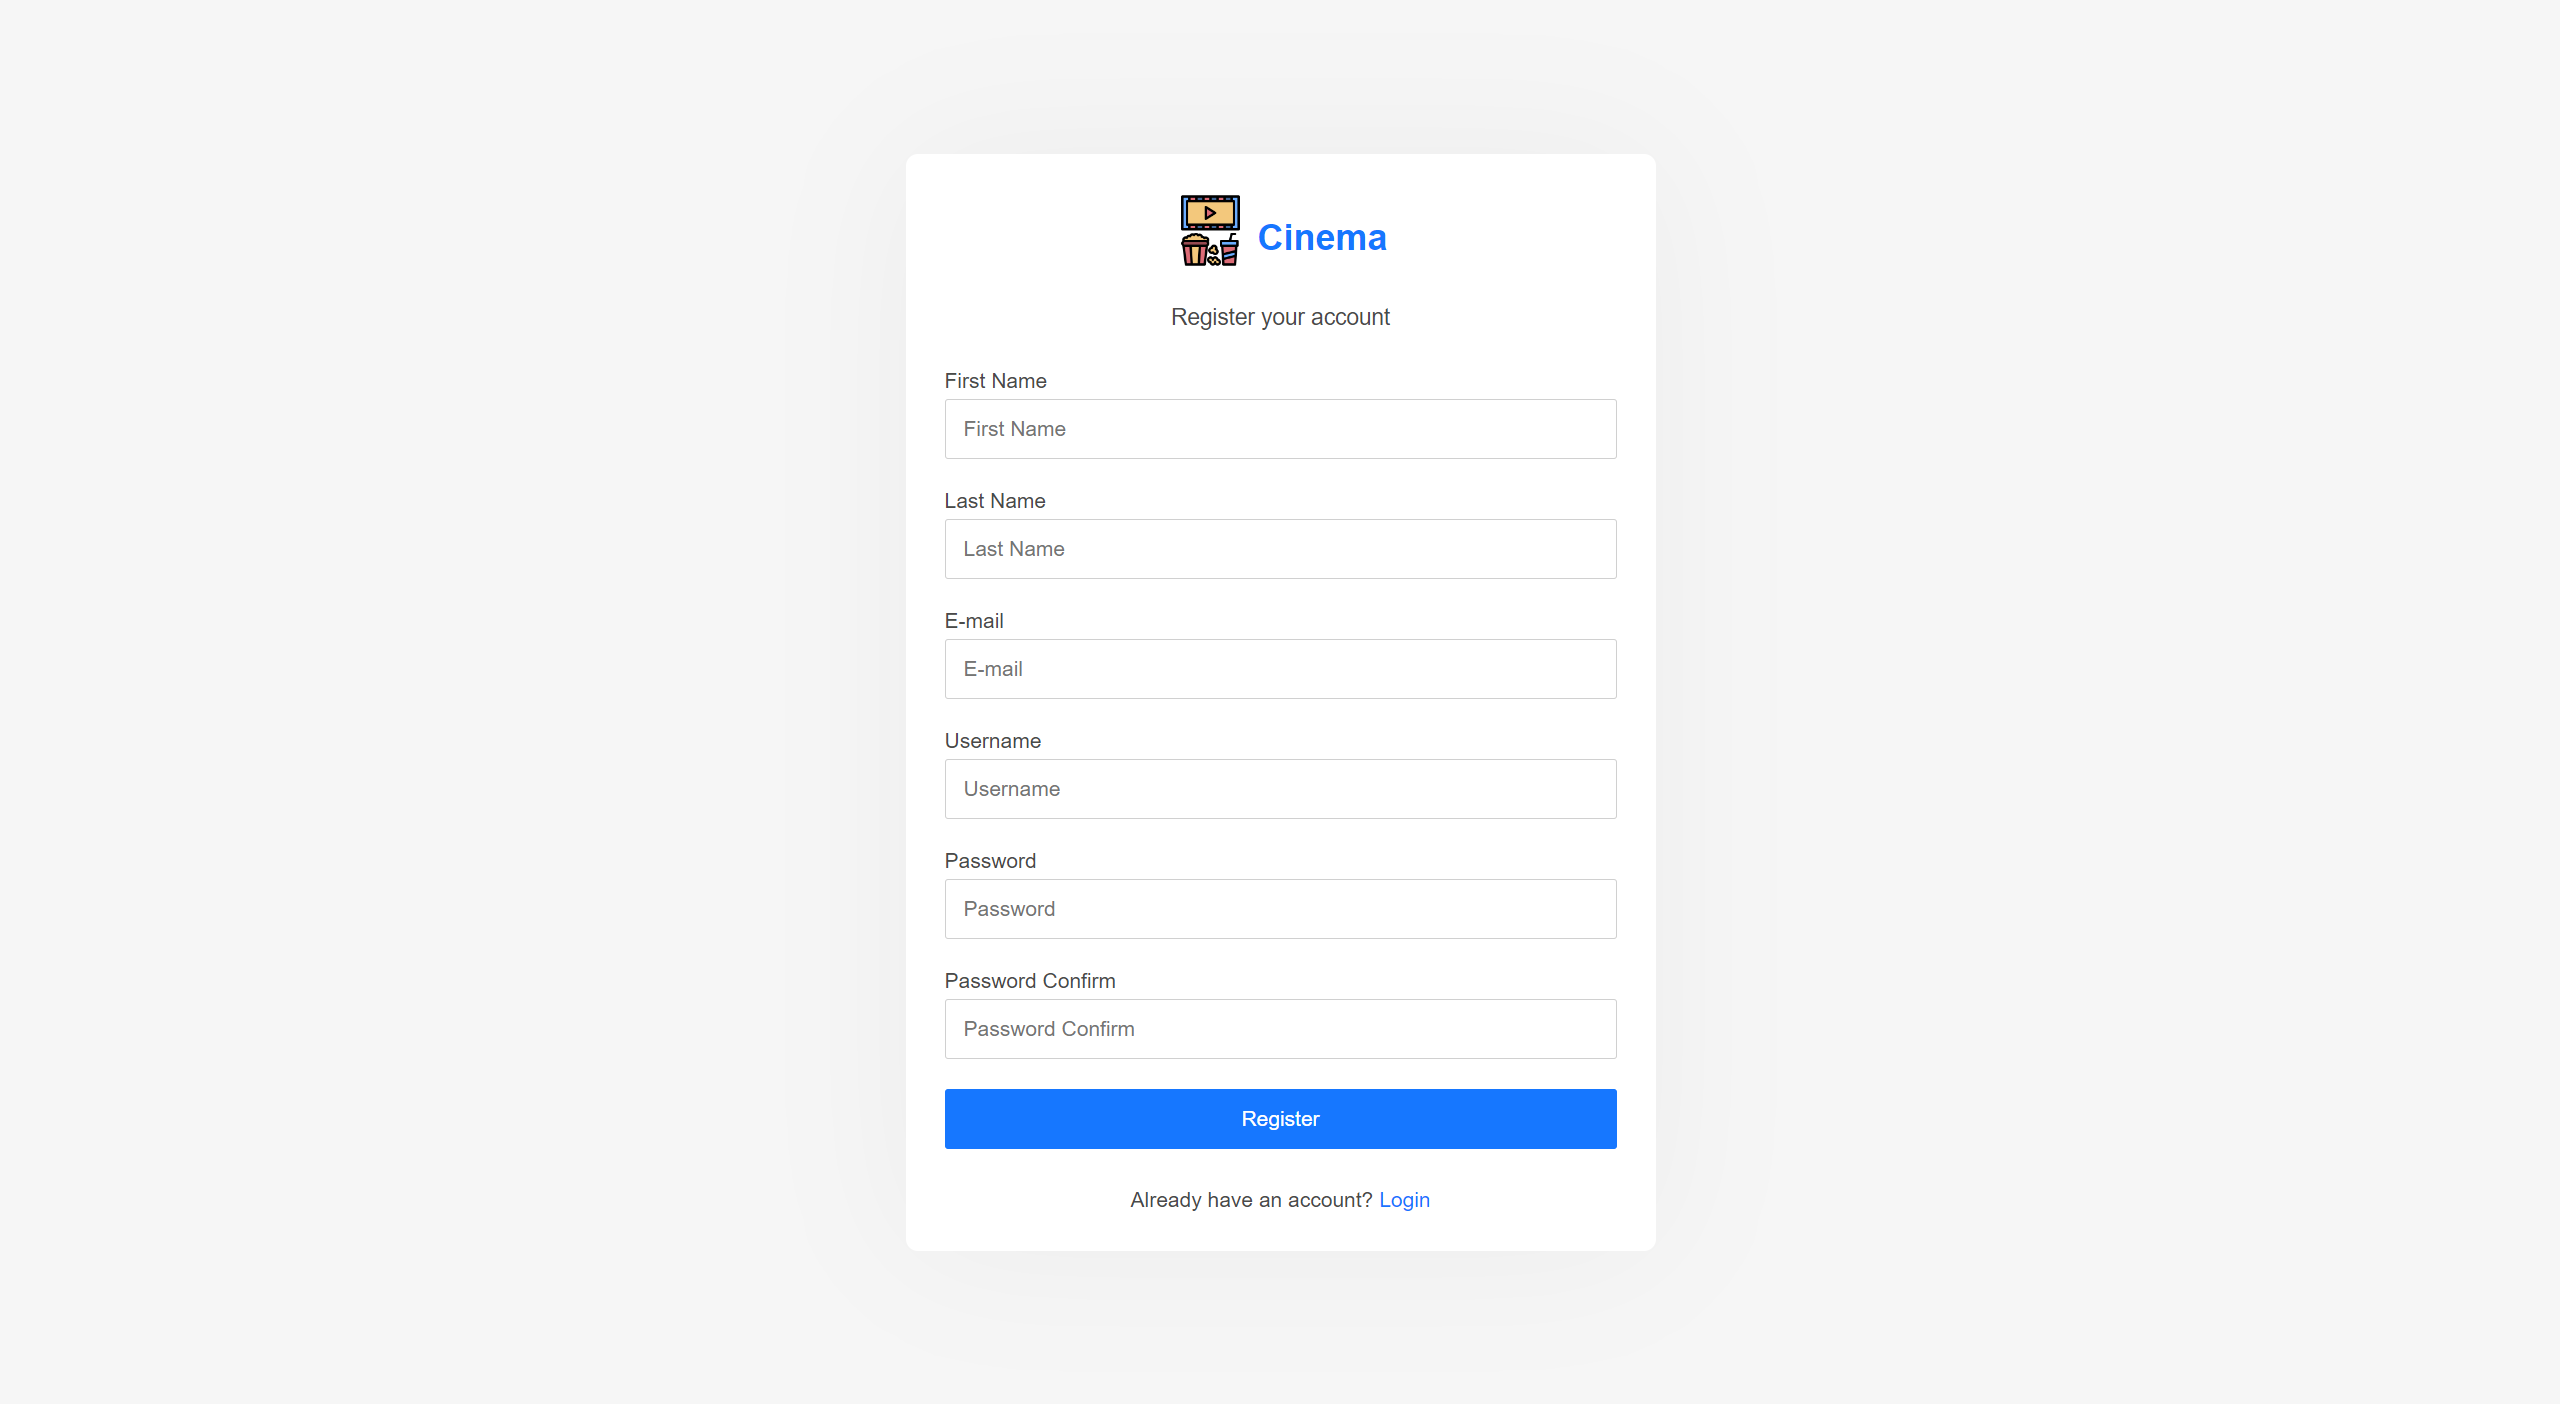 Cinema
Register your account
First Name
First Name
Last Name
Last Name
E-mail
E-mail
Username
Username
Password
Password
Password Confirm
Password Confirm
Register
Already have an account? Login